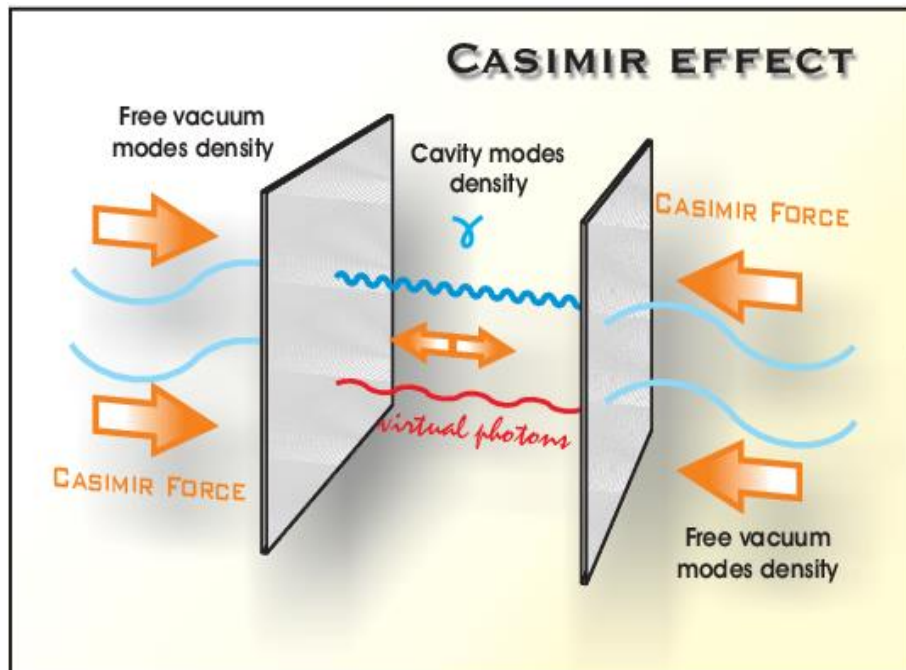 CASIMIR EFFECT
Free vacuum
modes density
Cavity modes
density
γ
CASIMIR FORCE
virtual photons
CASIMIR FORCE
Free vacuum
modes density